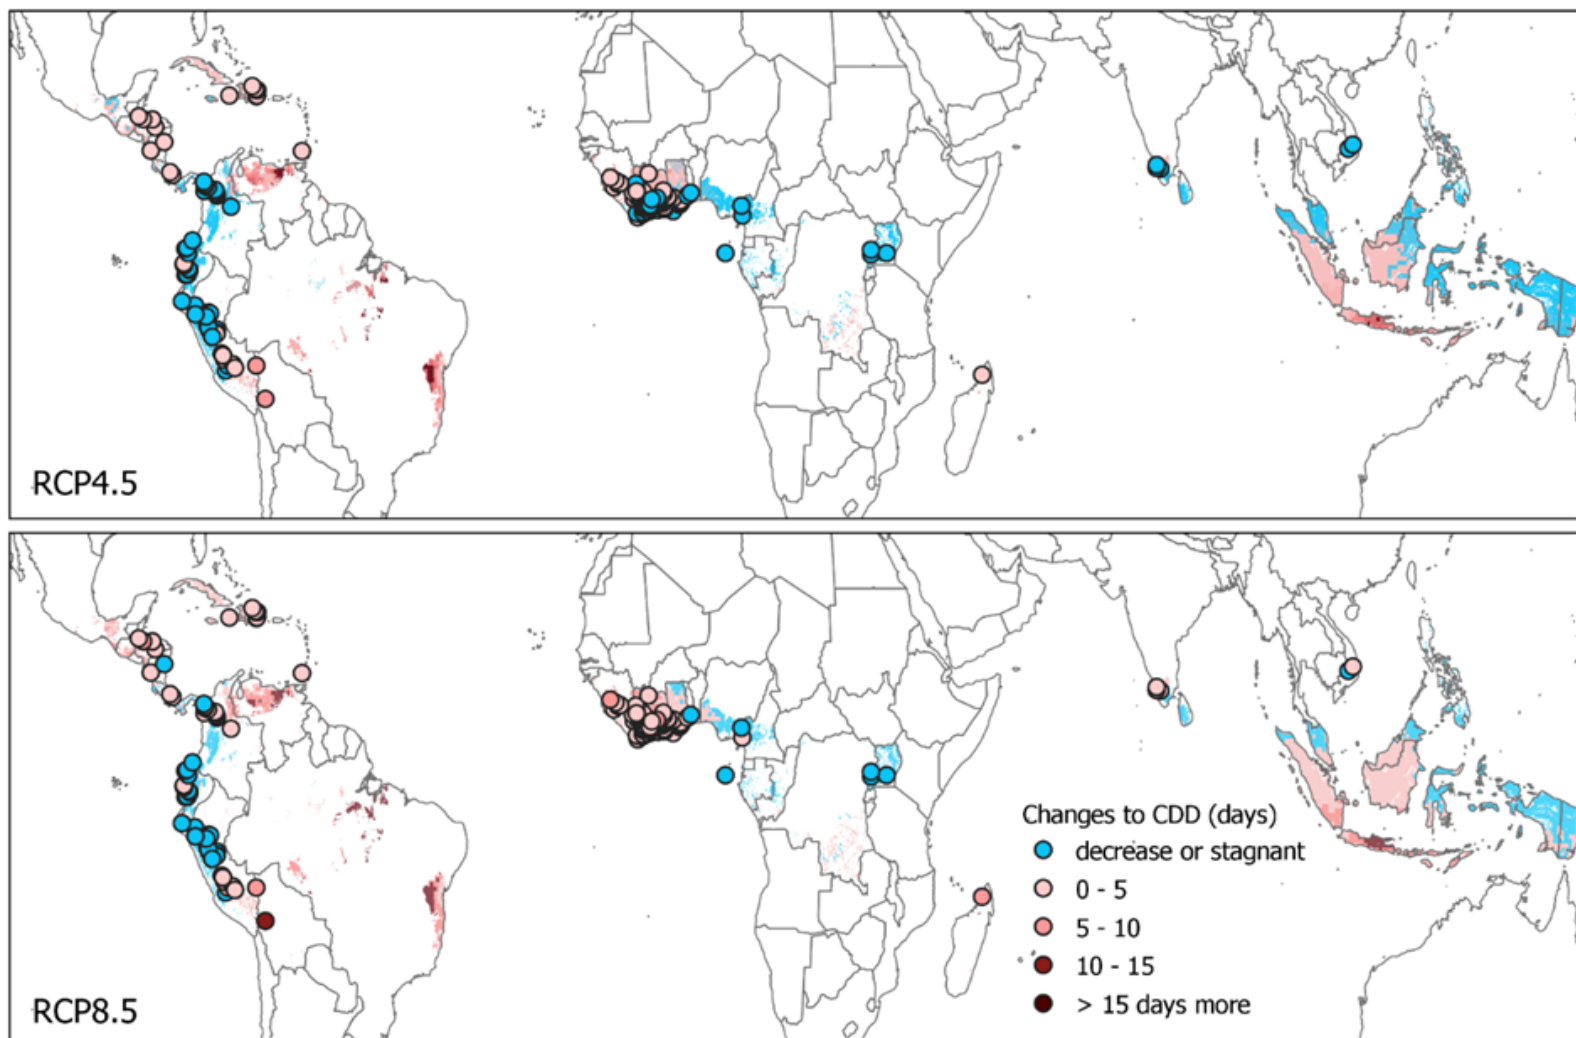 RCP4.5
Changes to CDD (days)
decrease or stagnant
0 - 5
5 - 10
10 - 15
> 15 days more
RCP8.5